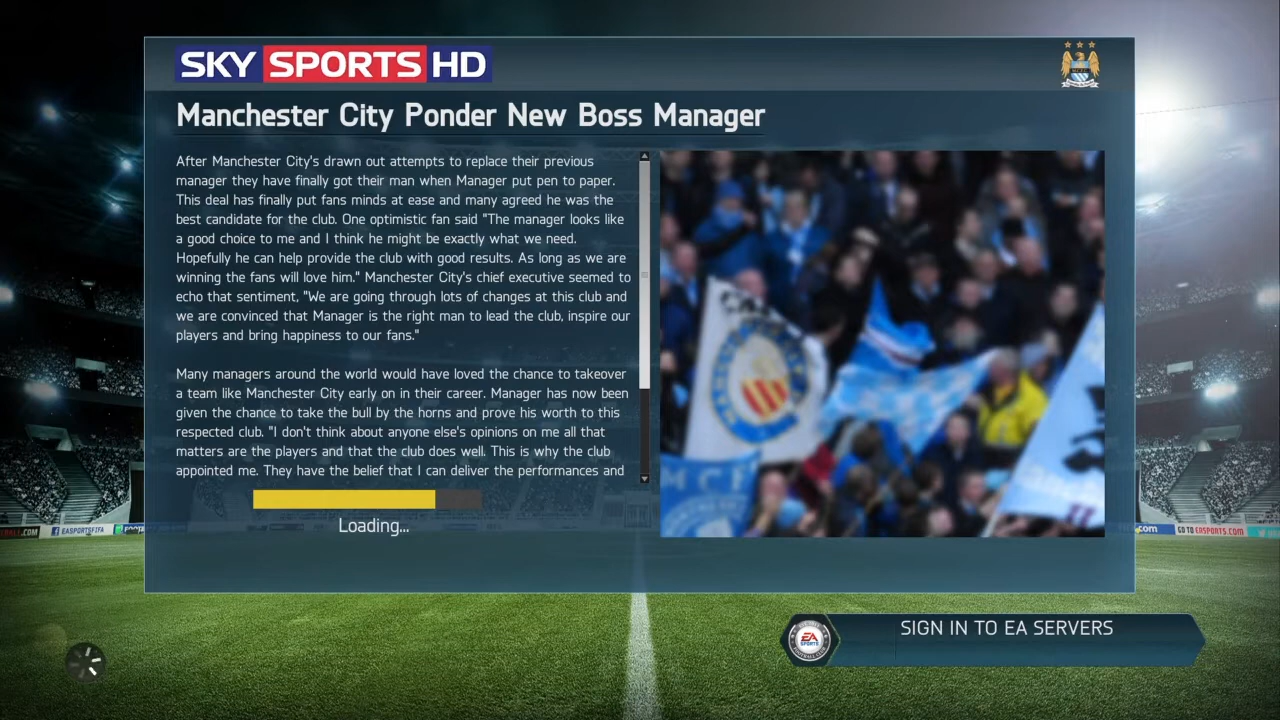 SKY SPORTS HD
Manchester City Ponder New Boss Manager
After Manchester City's drawn out attempts to replace their previous
manager they have finally got their man when Manager put pen to paper.
This deal has finally put fans minds at ease and many agreed he was the
best candidate for the club. One optimistic fan said "The manager looks like
a good choice to me and I think he might be exactly what we need.
Hopefully he can help provide the club with good results. As long as we are
winning the fans will love him." Manchester City's chief executive seemed to
echo that sentiment, "We are going through lots of changes at this club and
we are convinced that Manager is the right man to lead the club, inspire our
players and bring happiness to our fans."
Many managers around the world would have loved the chance to takeover
a team like Manchester City early on in their career. Manager has now been
given the chance to take the bull by the horns and prove his worth to this
respected club. "I don't think about anyone else's opinions on me all that
matters are the players and that the club does well. This is why the club
appointed me. They have the belief that I can deliver the performances and
Loading...
MCF
.COM
EASPORTSFIFA
.com
GO TO EASPORTS.COM
EA
SPORTS
SIGN IN TO EA SERVERS